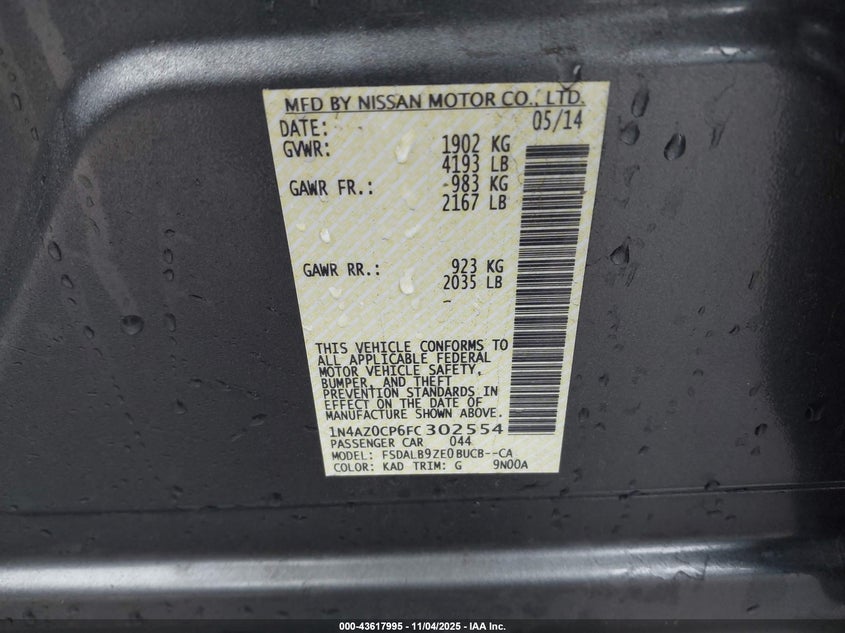 MFD BY NISSAN MOTOR CO., LTD.
DATE: 05/14
GVWR: 1902 KG
4193 LB
GAWR FR.: 983 KG
2167 LB
GAWR RR.: 923 KG
2035 LB
THIS VEHICLE CONFORMS TO
ALL APPLICABLE FEDERAL
MOTOR VEHICLE SAFETY,
BUMPER, AND THEFT
PREVENTION STANDARDS IN
EFFECT ON THE DATE OF
MANUFACTURE SHOWN ABOVE.
1N4AZ0CP6FC302554
PASSENGER CAR 044
MODEL: FSDALB9ZE0BUCB--CA
COLOR: KAD TRIM: G 9N00A
000-43617995 - 11/04/2025 - IAA Inc.